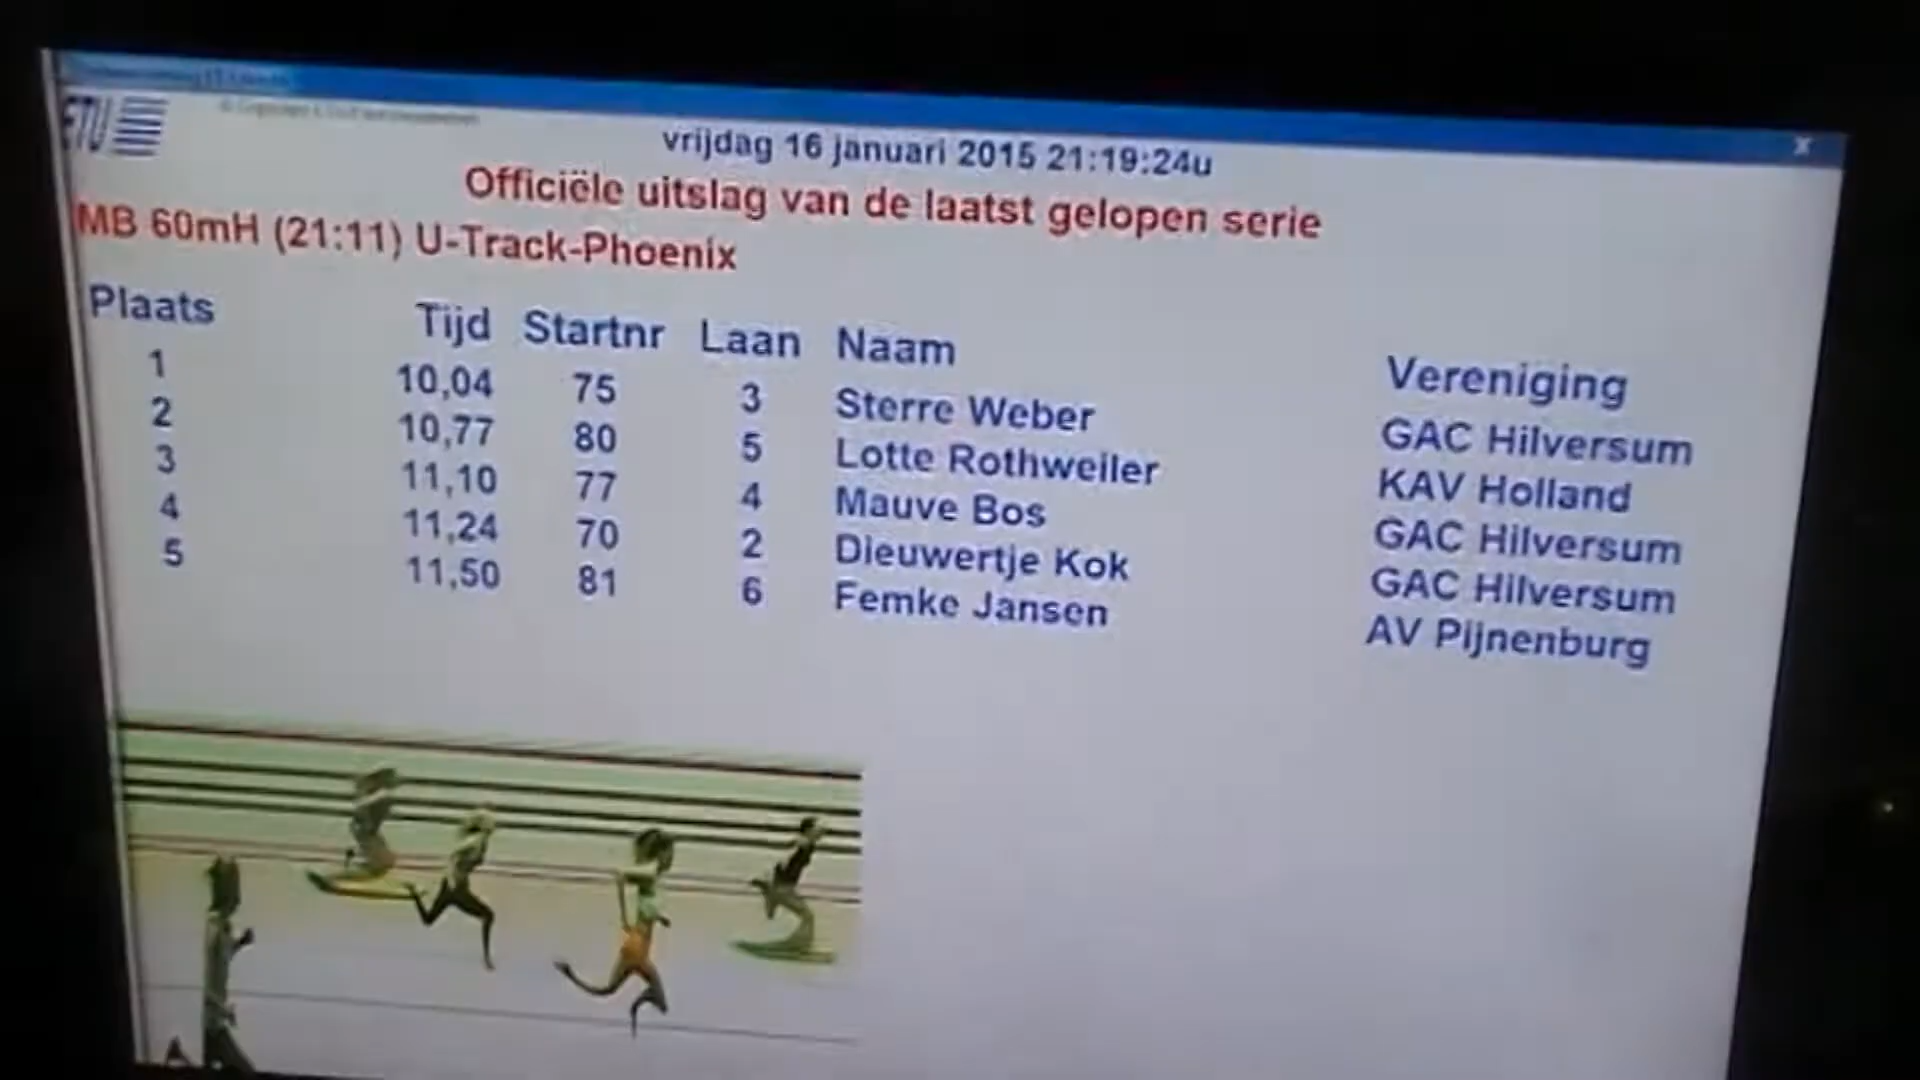 ETU
vrijdag 16 januari 2015 21:19:24u
Officiële uitslag van de laatst gelopen serie
MB 60mH (21:11) U-Track-Phoenix
Plaats Tijd Startnr Laan Naam Vereniging
1 10,04 75 3 Sterre Weber GAC Hilversum
2 10,77 80 5 Lotte Rothweiler KAV Holland
3 11,10 77 4 Mauve Bos GAC Hilversum
4 11,24 70 2 Dieuwertje Kok GAC Hilversum
5 11,50 81 6 Femke Jansen AV Pijnenburg